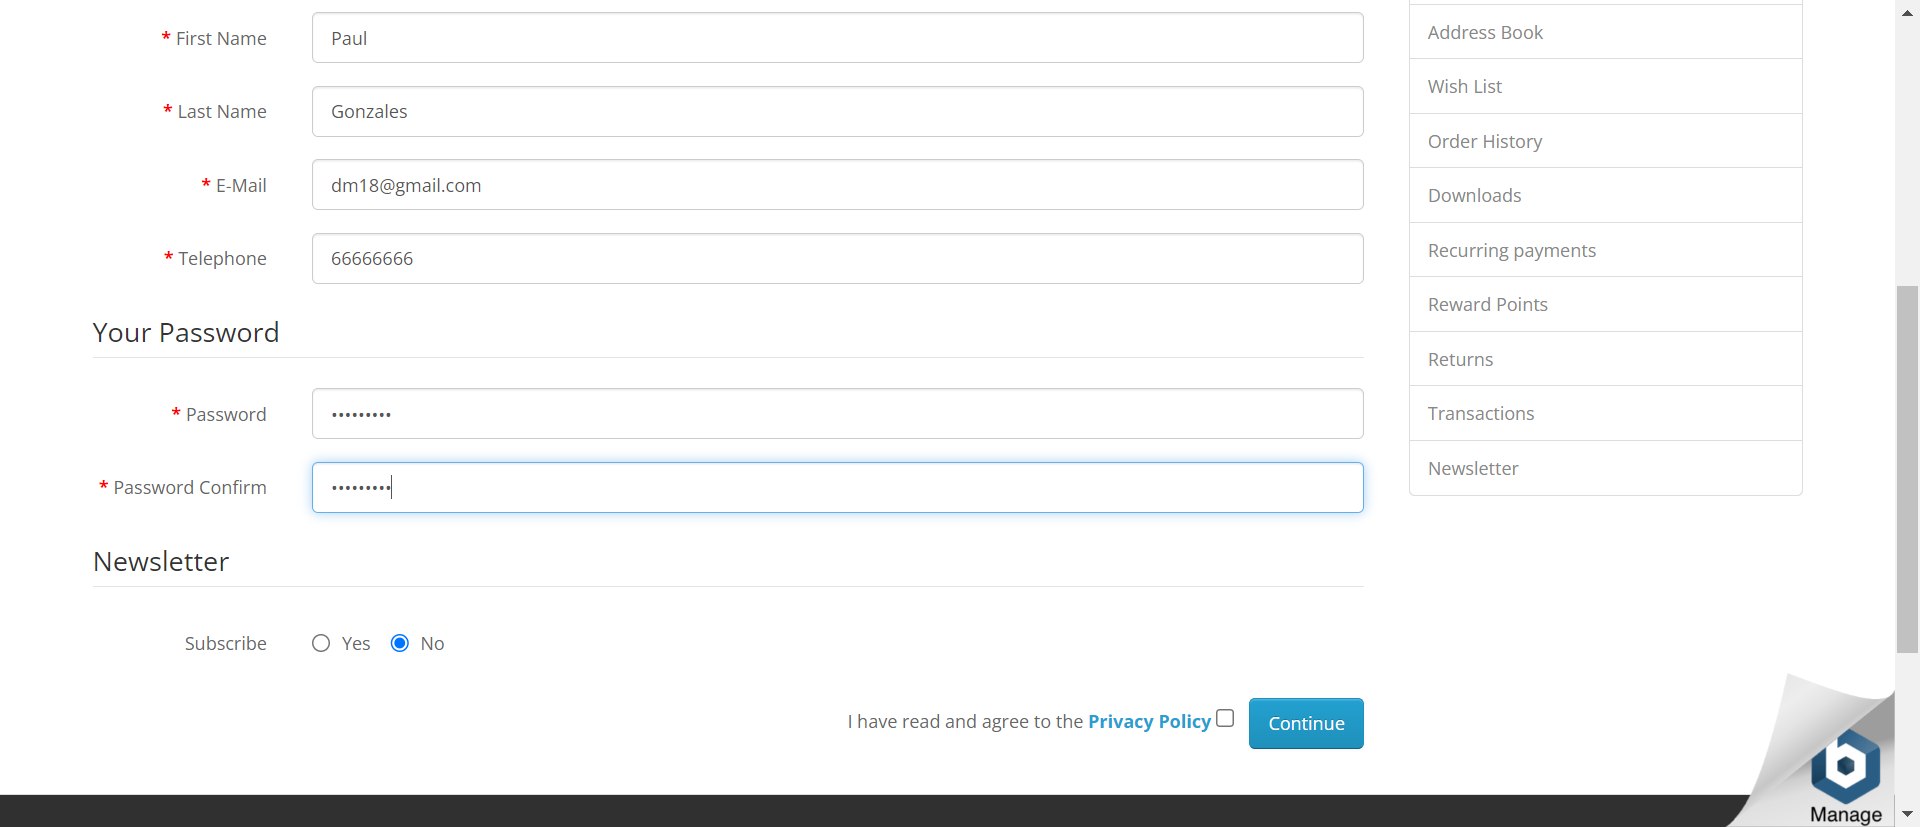 * First Name
Paul
* Last Name
Gonzales
* E-Mail
dm18@gmail.com
* Telephone
66666666
Your Password
* Password
•••••••••
* Password Confirm
•••••••••
Newsletter
Subscribe
Yes
No
I have read and agree to the Privacy Policy
Continue
Address Book
Wish List
Order History
Downloads
Recurring payments
Reward Points
Returns
Transactions
Newsletter
b
Manage